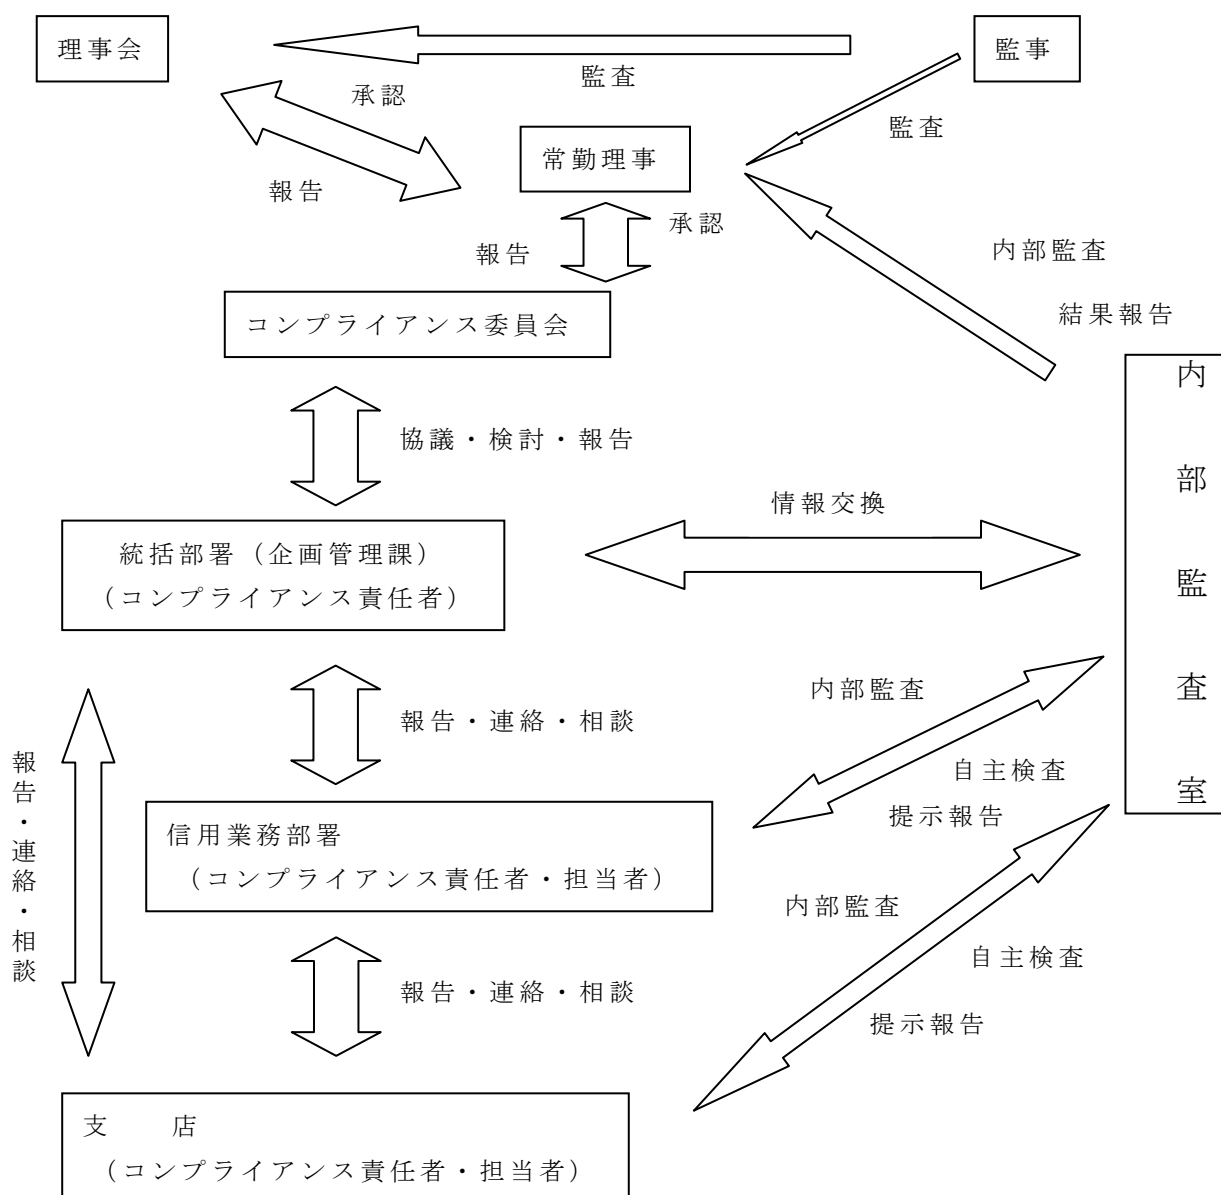 理事会
監事
監査
承認
監査
常勤理事
報告
承認
報告
内部監査
結果報告
コンプライアンス委員会
内部監査室
協議・検討・報告
情報交換
統括部署（企画管理課）
（コンプライアンス責任者）
内部監査
報告・連絡・相談
報告・連絡・相談
自主検査
提示報告
信用業務部署
（コンプライアンス責任者・担当者）
内部監査
自主検査
報告・連絡・相談
提示報告
支　　店
（コンプライアンス責任者・担当者）